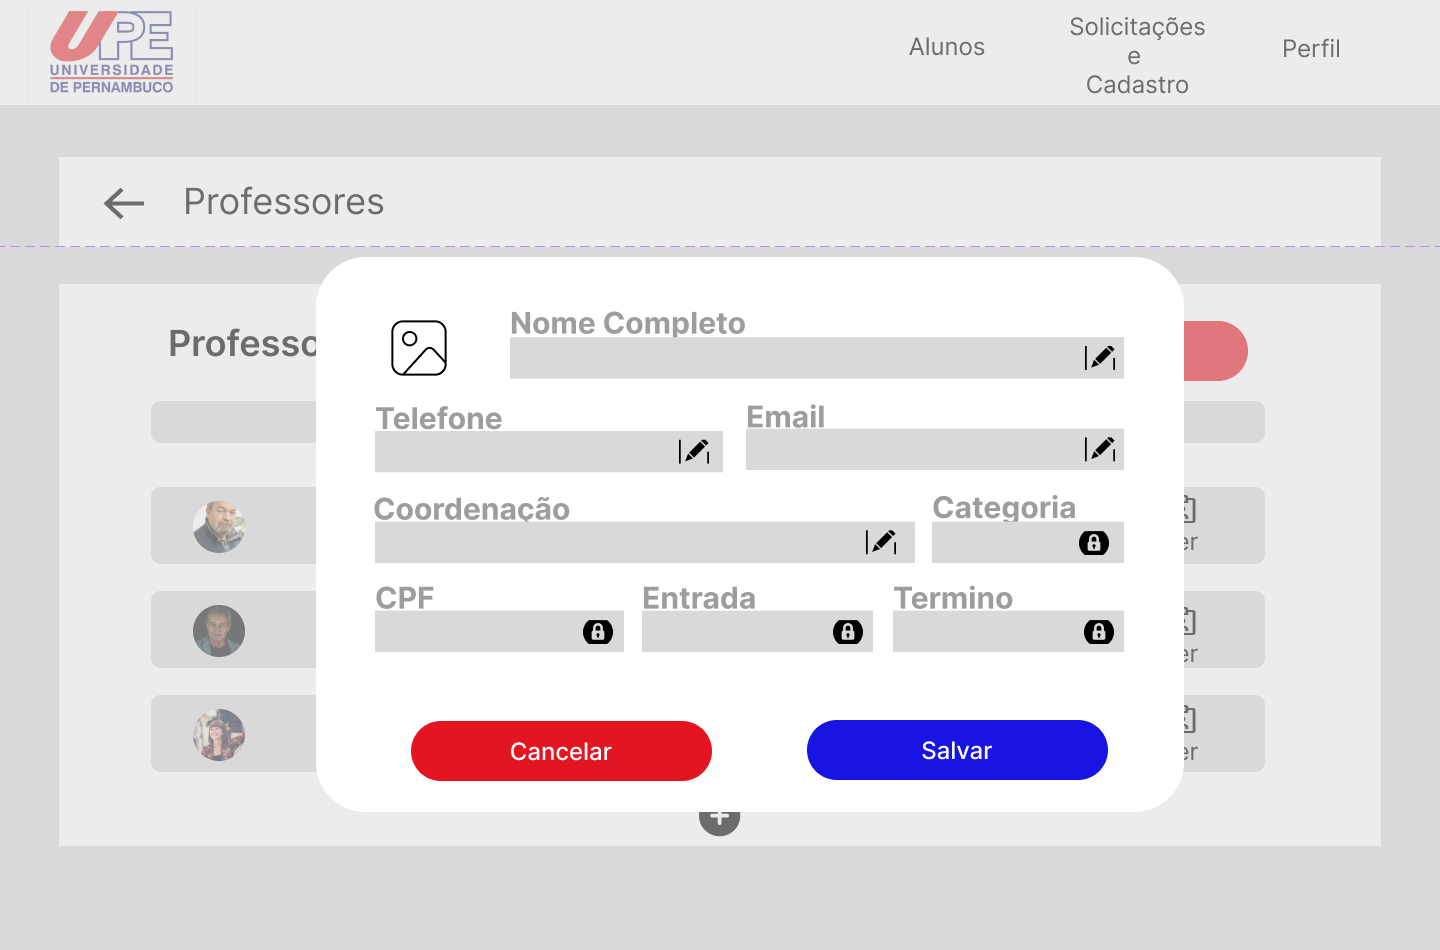 UPE
UNIVERSIDADE
DE PERNAMBUCO
Alunos
Solicitações
e
Cadastro
Perfil
Professores
Professo
Nome Completo
Telefone
Email
Coordenação
Categoria
er
CPF
Entrada
Termino
er
er
Cancelar
Salvar